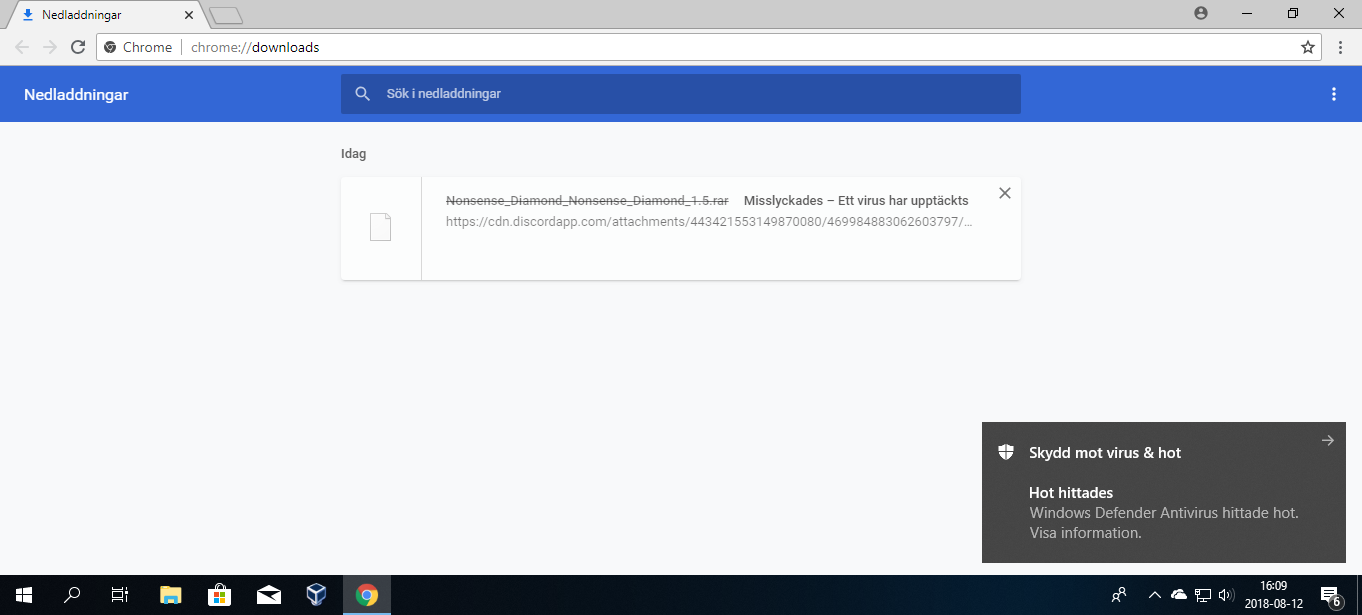 Nedladdningar
Chrome chrome://downloads
Nedladdningar
Sök i nedladdningar
Idag
Nonsense_Diamond_Nonsense_Diamond_1.5.rar Misslyckades – Ett virus har upptäckts
https://cdn.discordapp.com/attachments/443421553149870080/469984883062603797/…
Skydd mot virus & hot
Hot hittades
Windows Defender Antivirus hittade hot.
Visa information.
16:09
2018-08-12
6